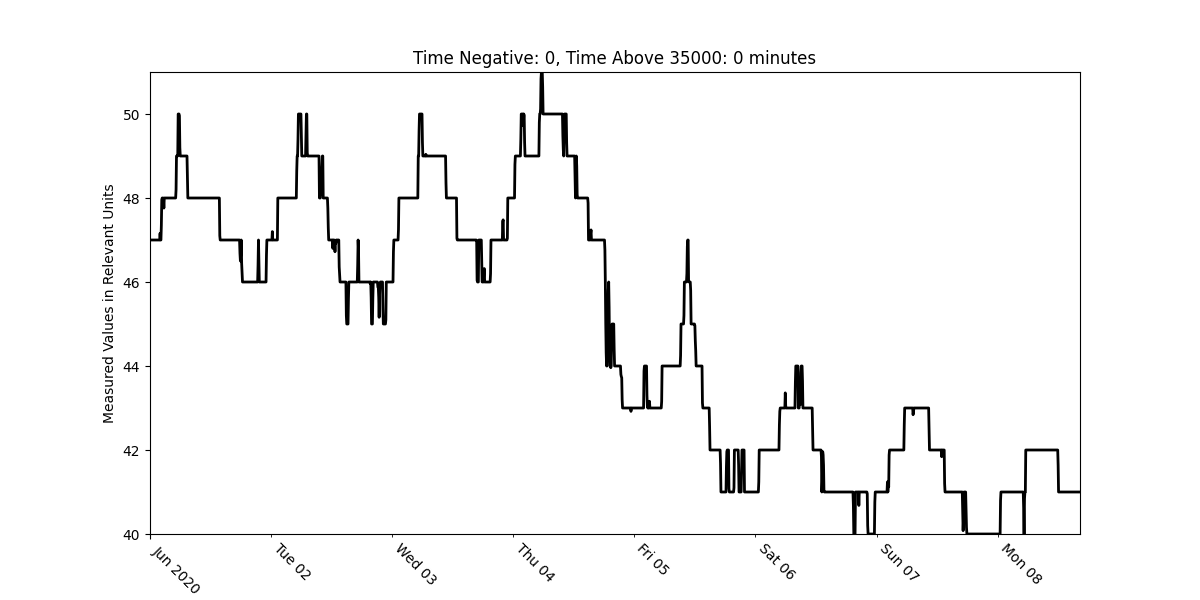 Time Negative: 0, Time Above 35000: 0 minutes
Measured Values in Relevant Units
50
48
46
44
42
40
Jun 2020
Tue 02
Wed 03
Thu 04
Fri 05
Sat 06
Sun 07
Mon 08